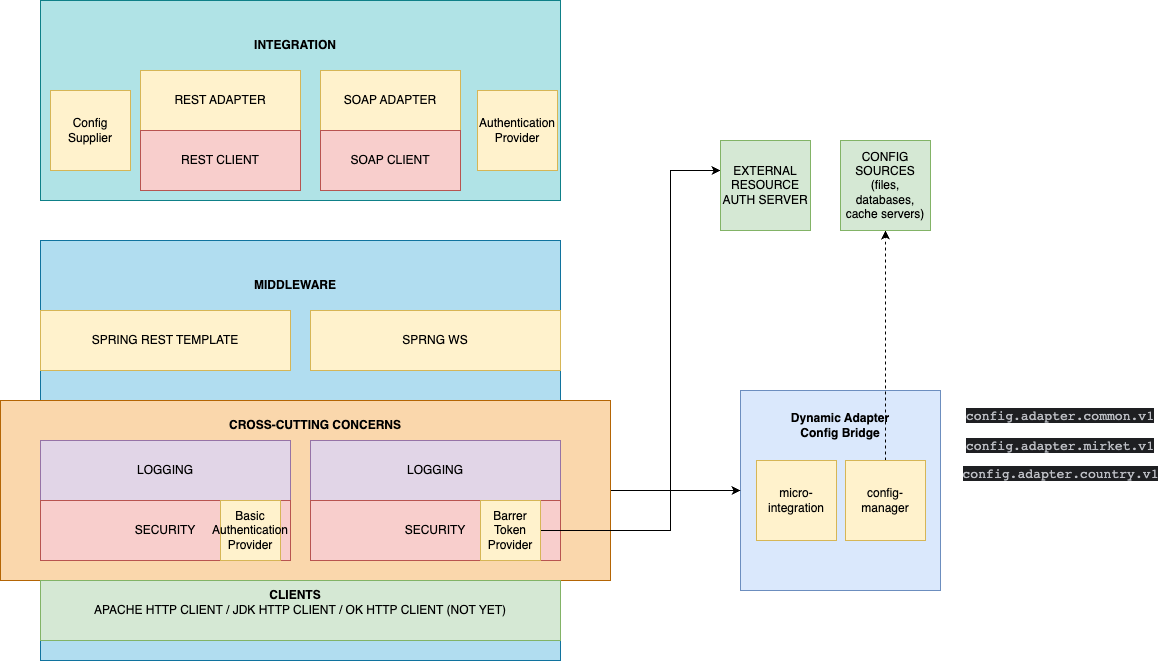 INTEGRATION
Config
Supplier
REST ADAPTER
REST CLIENT
SOAP ADAPTER
SOAP CLIENT
Authentication
Provider
MIDDLEWARE
SPRING REST TEMPLATE
SPRNG WS
CROSS-CUTTING CONCERNS
LOGGING
LOGGING
SECURITY
Basic
Authentication
Provider
SECURITY
Barrer
Token
Provider
CLIENTS
APACHE HTTP CLIENT / JDK HTTP CLIENT / OK HTTP CLIENT (NOT YET)
EXTERNAL
RESOURCE
AUTH SERVER
CONFIG
SOURCES
(files,
databases,
cache servers)
Dynamic Adapter
Config Bridge
micro-
integration
config-
manager
config.adapter.common.v1
config.adapter.mirket.v1
config.adapter.country.v1